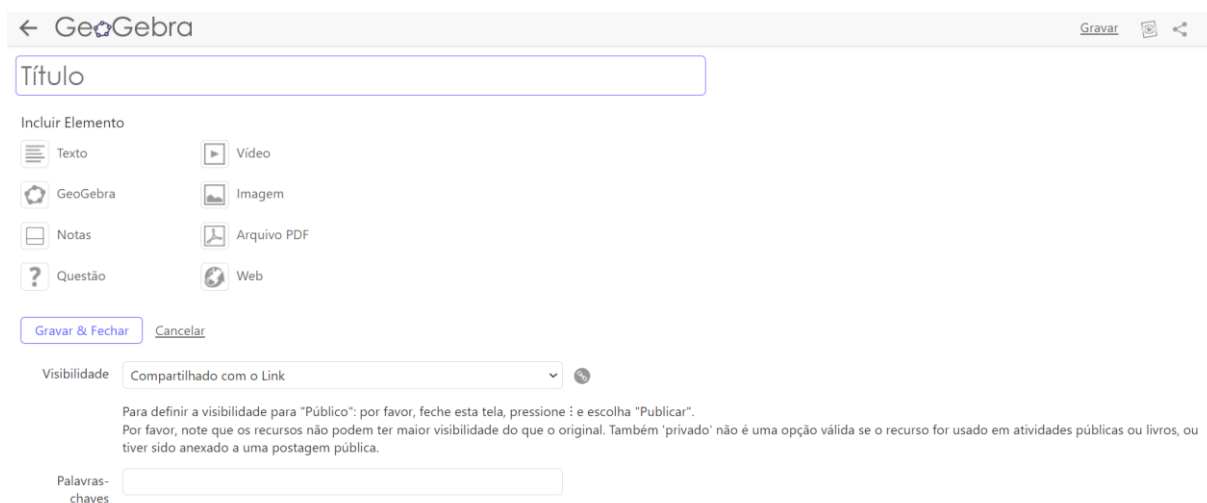 ← GeoGebra
Gravar
Título
Incluir Elemento
Texto
Vídeo
GeoGebra
Imagem
Notas
Arquivo PDF
Questão
Web
Gravar & Fechar
Cancelar
Visibilidade
Compartilhado com o Link
Para definir a visibilidade para "Público": por favor, feche esta tela, pressione ⋮ e escolha "Publicar".
Por favor, note que os recursos não podem ter maior visibilidade do que o original. Também 'privado' não é uma opção válida se o recurso for usado em atividades públicas ou livros, ou
tiver sido anexado a uma postagem pública.
Palavras-
chaves